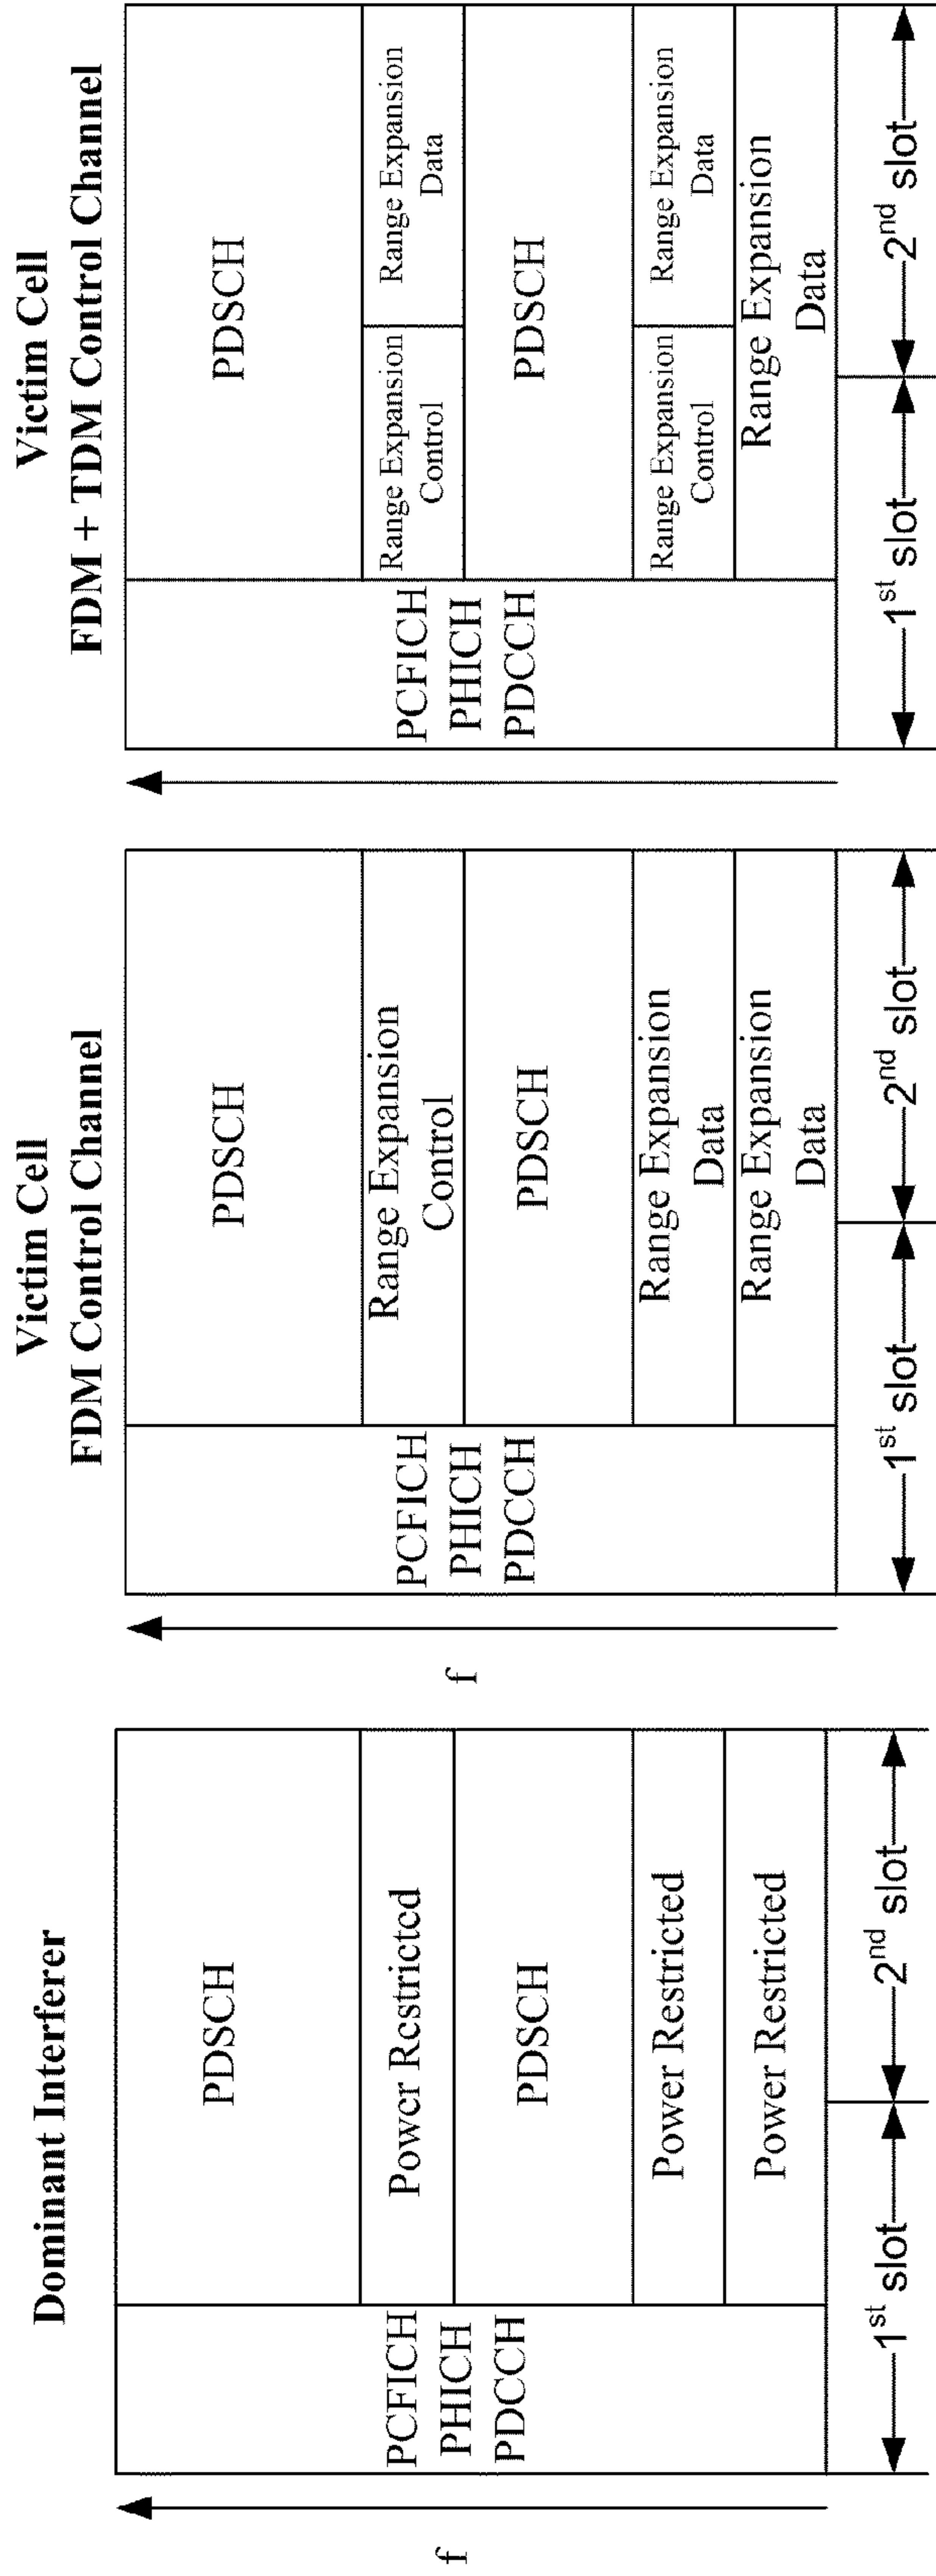 Dominant Interferer
f
PCFICH
PHICH
PDCCH
PDSCH
Power Restricted
PDSCH
Power Restricted
Power Restricted
1st slot
2nd slot
Victim Cell
FDM Control Channel
f
PCFICH
PHICH
PDCCH
PDSCH
Range Expansion
Control
PDSCH
Range Expansion
Data
Range Expansion
Data
1st slot
2nd slot
Victim Cell
FDM + TDM Control Channel
PCFICH
PHICH
PDCCH
PDSCH
Range Expansion
Control
Range Expansion
Data
PDSCH
Range Expansion
Control
Range Expansion
Data
Range Expansion
Data
1st slot
2nd slot